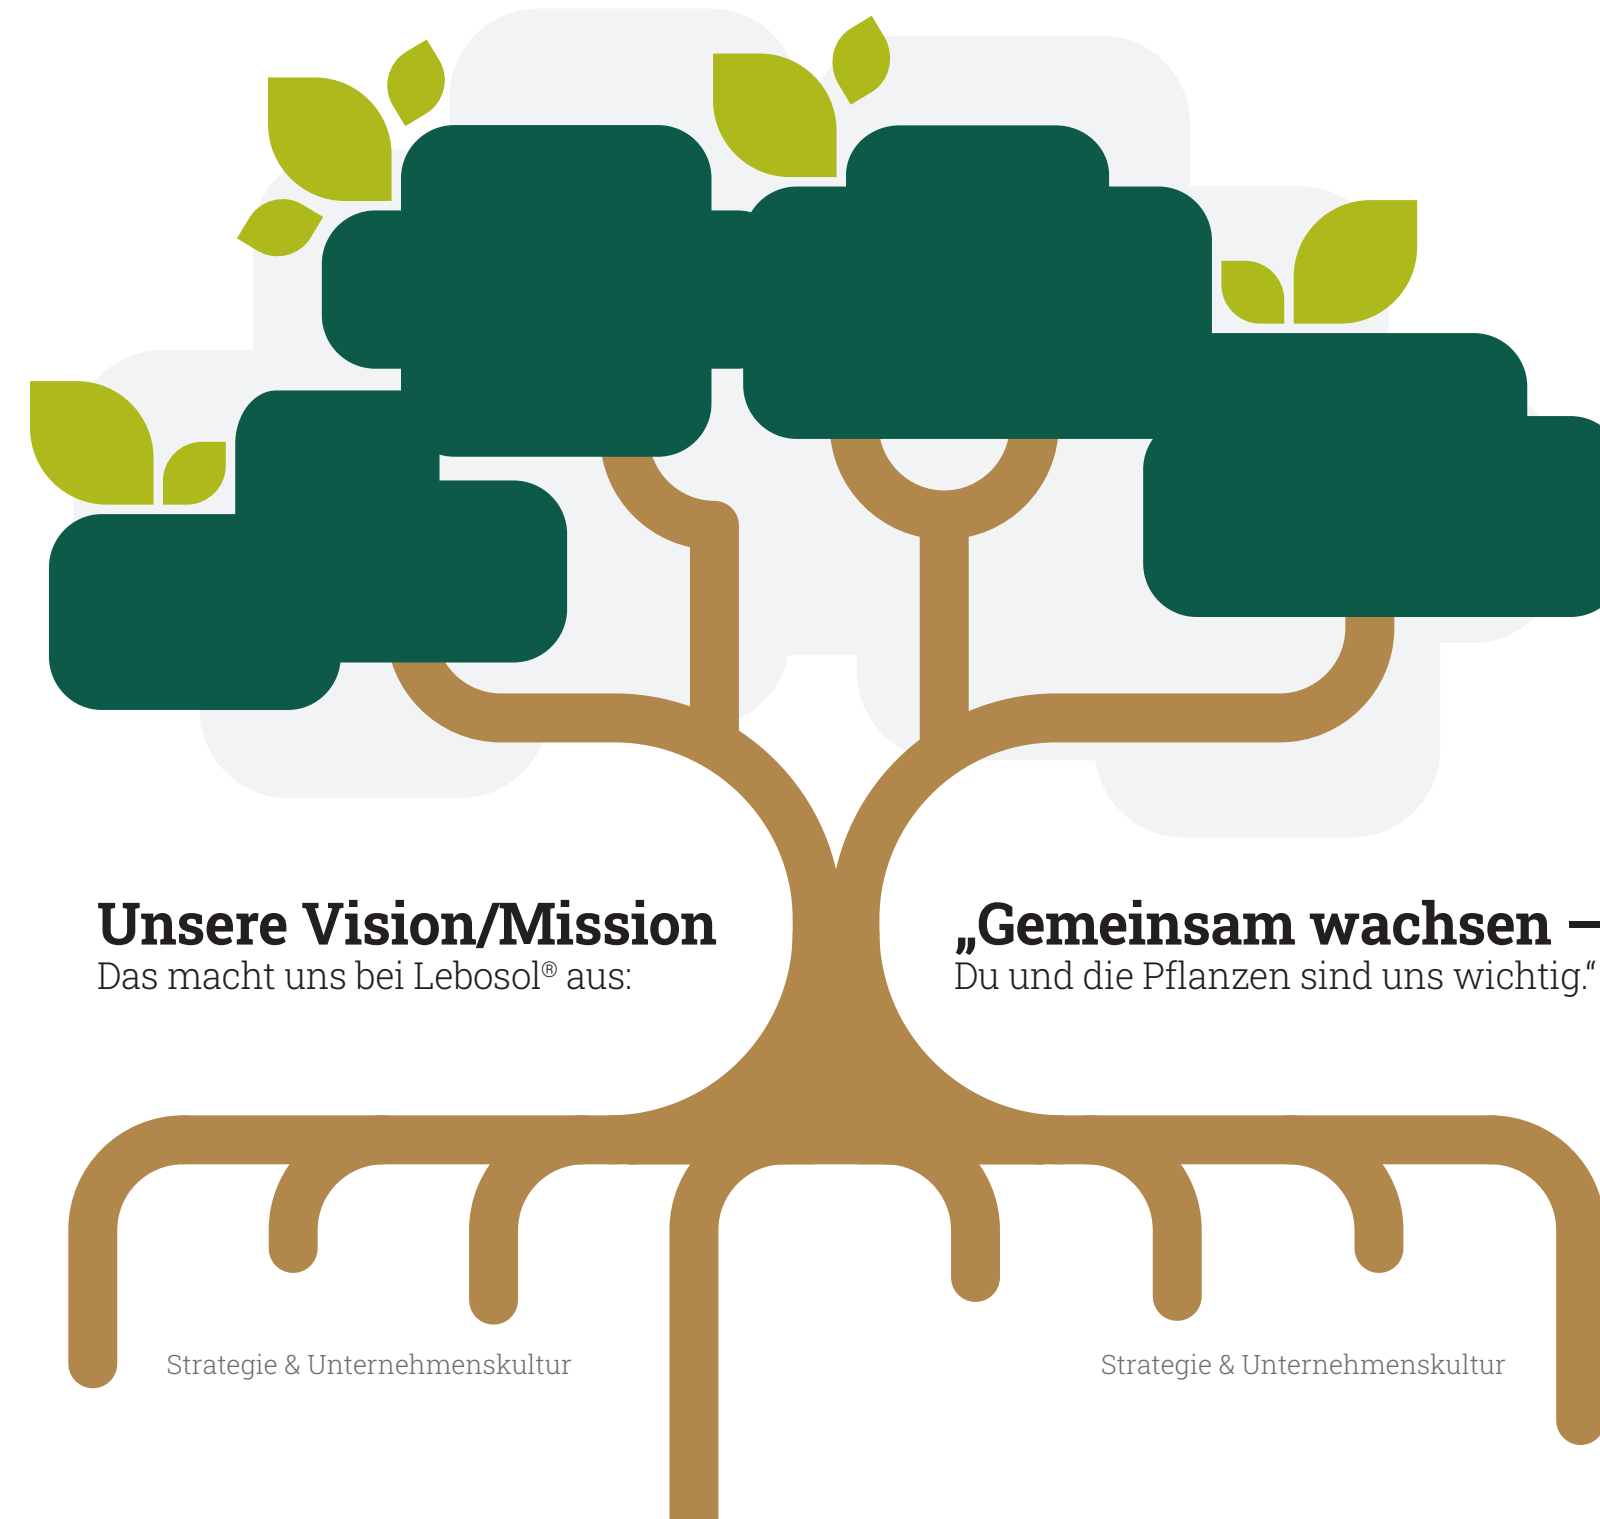 Unsere Vision/Mission
Das macht uns bei Lebosol® aus:
„Gemeinsam wachsen –
Du und die Pflanzen sind uns wichtig.“
Strategie & Unternehmenskultur
Strategie & Unternehmenskultur